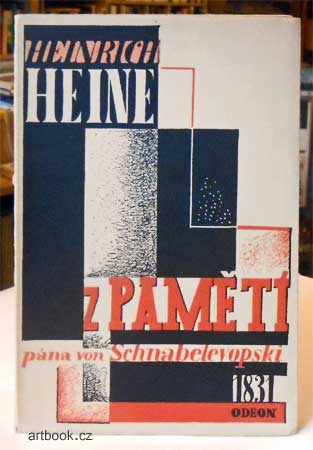 HEINRICH
HEINE
Z PAMĚTÍ
pána von Schnabelevopski
1831
ODEON
artbook.cz